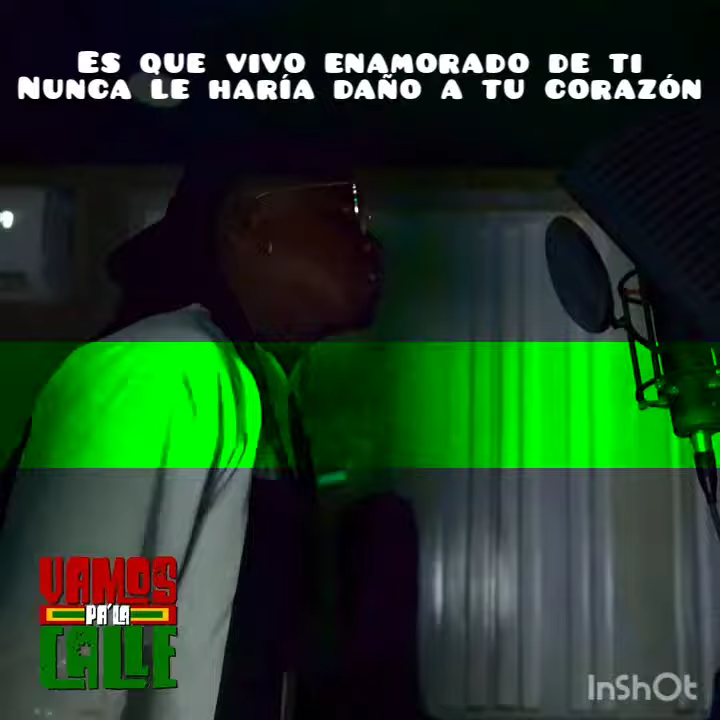 Es que vivo enamorado de ti
Nunca le haría daño a tu corazón
VAMOS
PA'LA
CALLE
InShOt